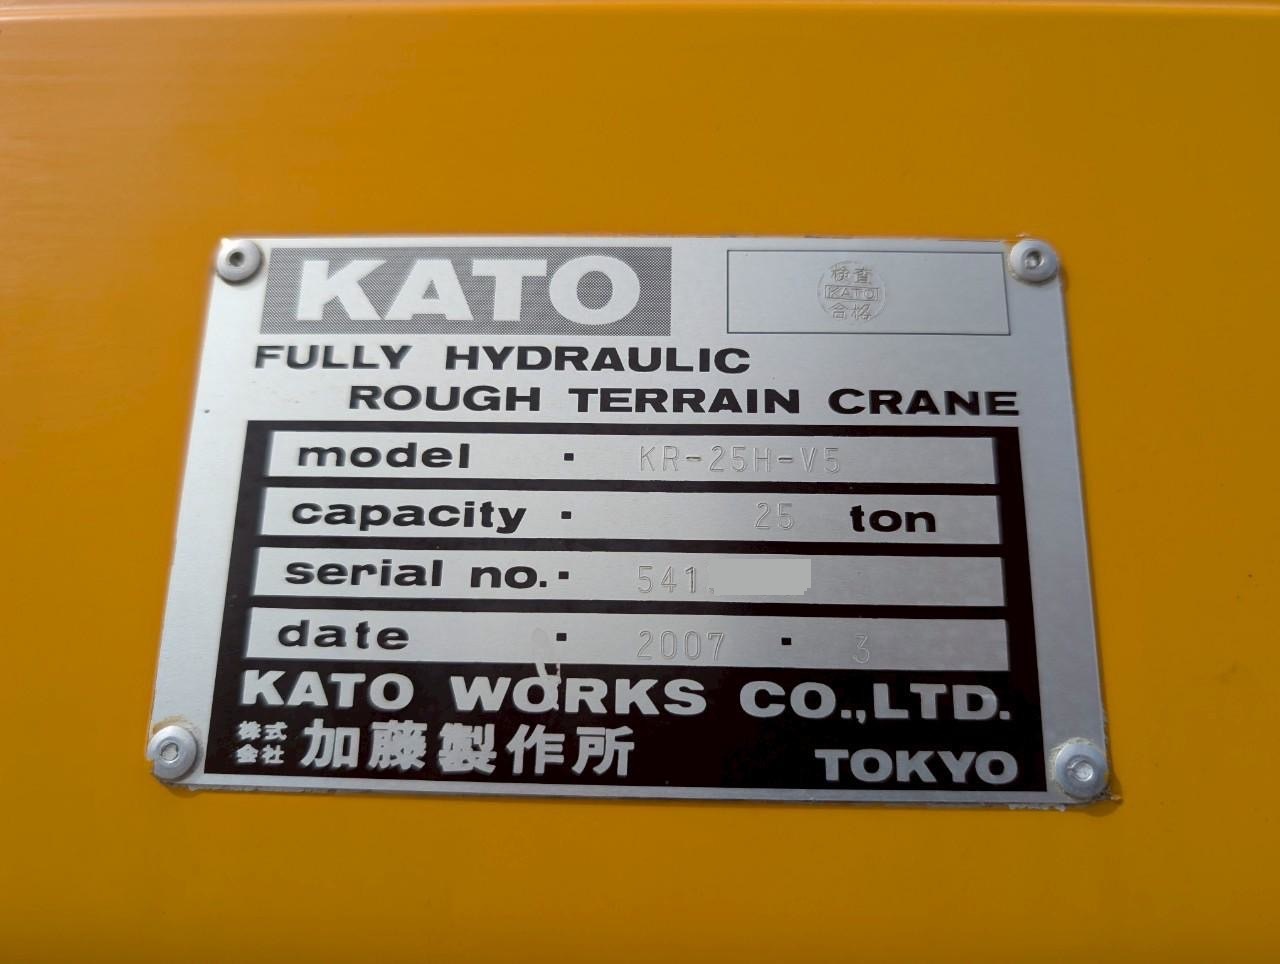 KATO
検査
KATO
合格
FULLY HYDRAULIC
ROUGH TERRAIN CRANE
model · KR-25H-V5
capacity · 25 ton
serial no. · 541.
date · 2007 · 3
KATO WORKS CO.,LTD.
株式会社 加藤製作所 TOKYO